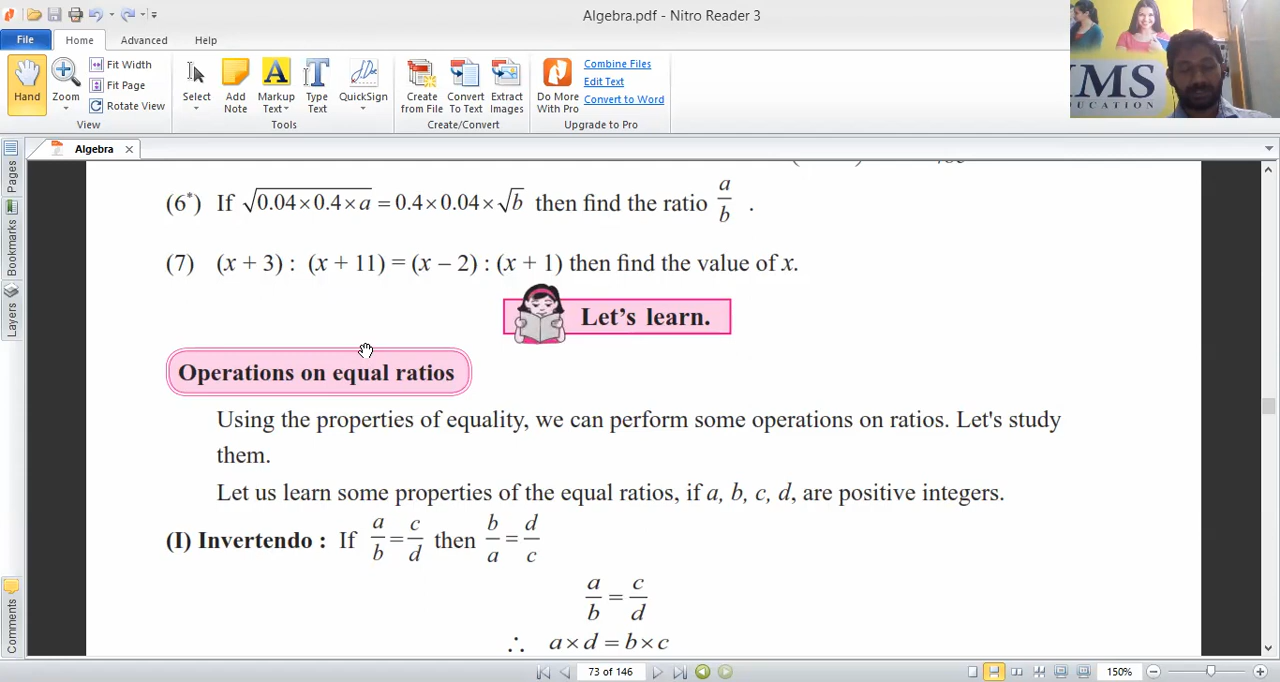 Algebra.pdf - Nitro Reader 3
File Home Advanced Help
Fit Width
Fit Page
Rotate View
Hand Zoom
View
Select Add Note Markup Text Type Text QuickSign
Tools
Create from File Convert To Text Extract Images
Create/Convert
Do More With Pro
Combine Files
Edit Text
Convert to Word
Upgrade to Pro
IMS
EDUCATION
Algebra
Pages
Bookmarks
Layers
Comments
(6*) If √(0.04×0.4×a) = 0.4×0.04×√b then find the ratio a/b .
(7) (x + 3) : (x + 11) = (x – 2) : (x + 1) then find the value of x.
Let's learn.
Operations on equal ratios
Using the properties of equality, we can perform some operations on ratios. Let's study
them.
Let us learn some properties of the equal ratios, if a, b, c, d, are positive integers.
(I) Invertendo : If a/b = c/d then b/a = d/c
a/b = c/d
∴ a×d = b×c
73 of 146
150%